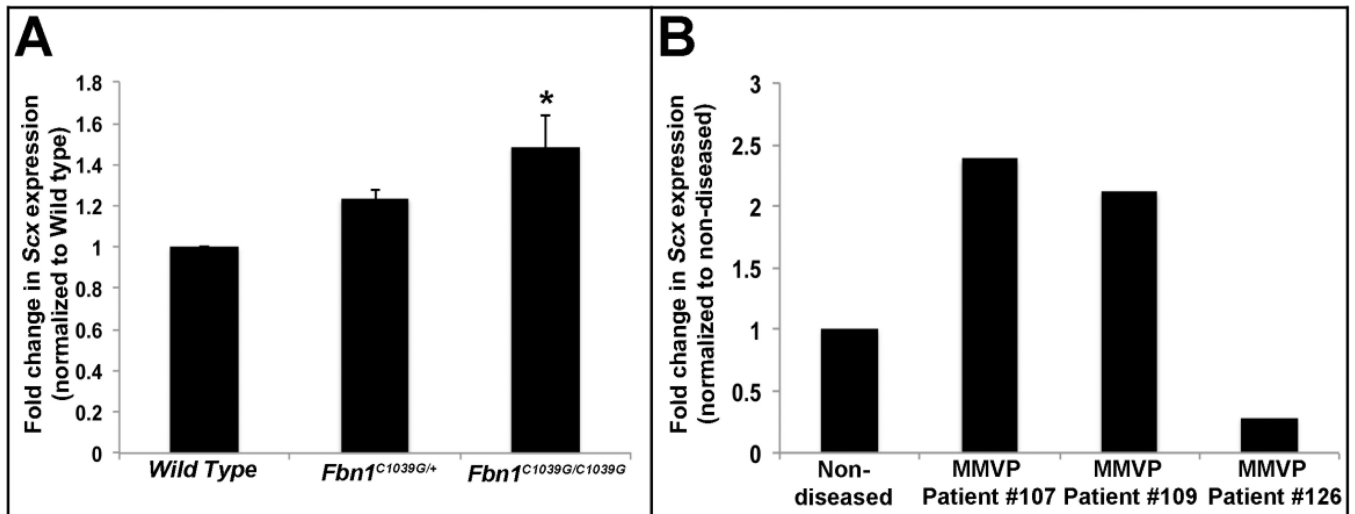 A
Fold change in Scx expression
(normalized to Wild type)
1.8
1.6
1.4
1.2
1
0.8
0.6
0.4
0.2
0
*
Wild Type
Fbn1C1039G/+
Fbn1C1039G/C1039G
B
Fold change in Scx expression
(normalized to non-diseased)
3
2.5
2
1.5
1
0.5
0
Non-
diseased
MMVP
Patient #107
MMVP
Patient #109
MMVP
Patient #126